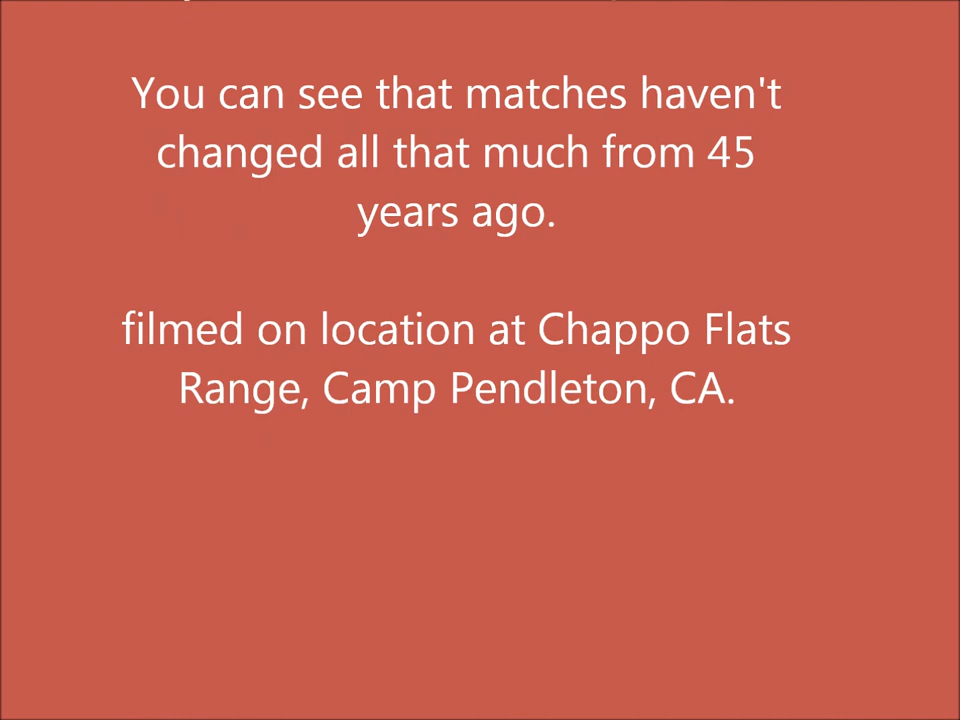 You can see that matches haven't
changed all that much from 45
years ago.
filmed on location at Chappo Flats
Range, Camp Pendleton, CA.